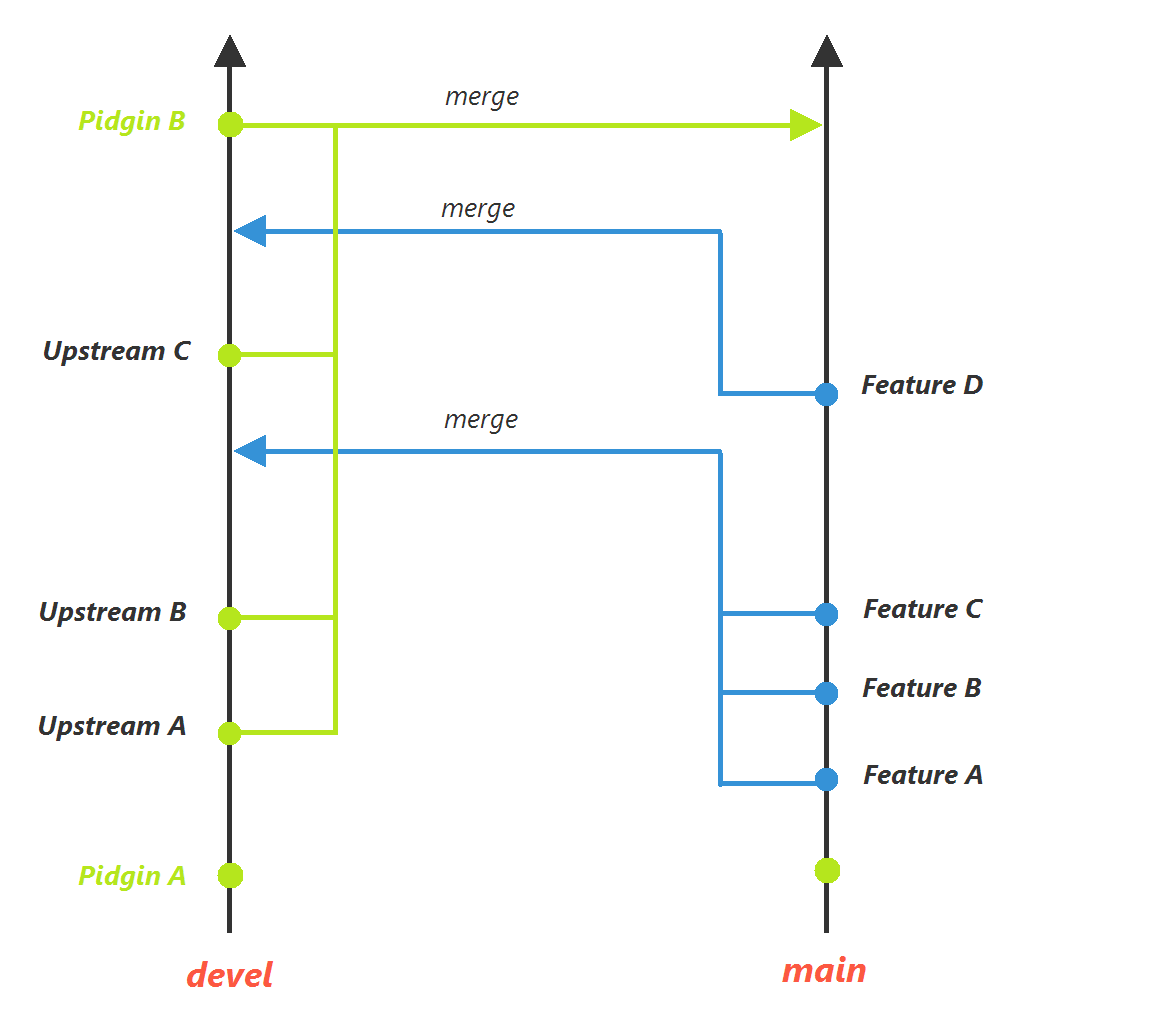 merge
Pidgin B
merge
Upstream C
Feature D
merge
Upstream B
Feature C
Feature B
Upstream A
Feature A
Pidgin A
devel
main